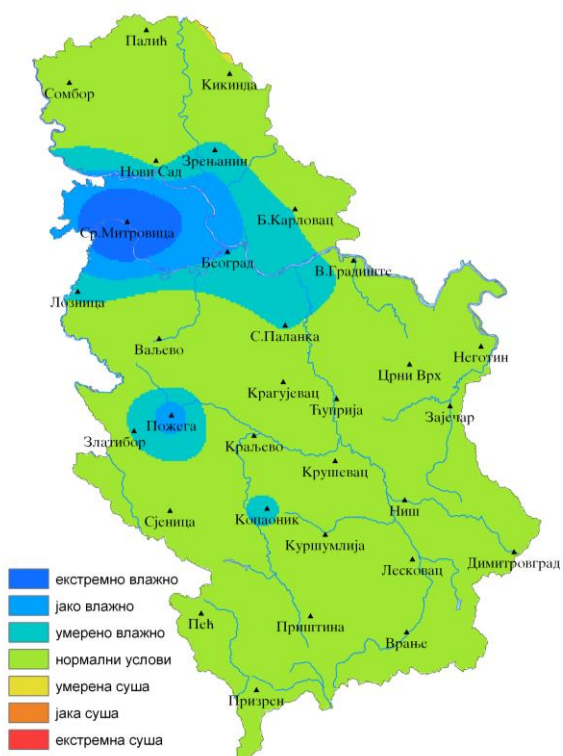 Палић
Кикинда
Сомбор
Зрењанин
Нови Сад
Б.Карловац
Ср.Митровица
Београд
В.Градиште
Лозница
С.Паланка
Ваљево
Неготин
Црни Врх
Крагујевац
Ћуприја
Зајечар
Пожега
Златибор
Краљево
Крушевац
Ниш
Копаоник
Сјеница
Куршумлија
Димитровград
Лесковац
Пећ
Приштина
Врање
Призрен
екстремно влажно
јако влажно
умерено влажно
нормални услови
умерена суша
јака суша
екстремна суша